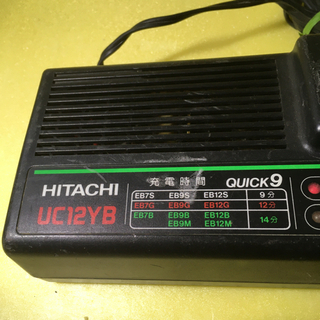 HITACHI
UC12YB
充電時間 QUICK9
EB7S EB9S EB12S 9分
EB7G EB9G EB12G 12分
EB7B EB9B EB12B 14分
EB9M EB12M